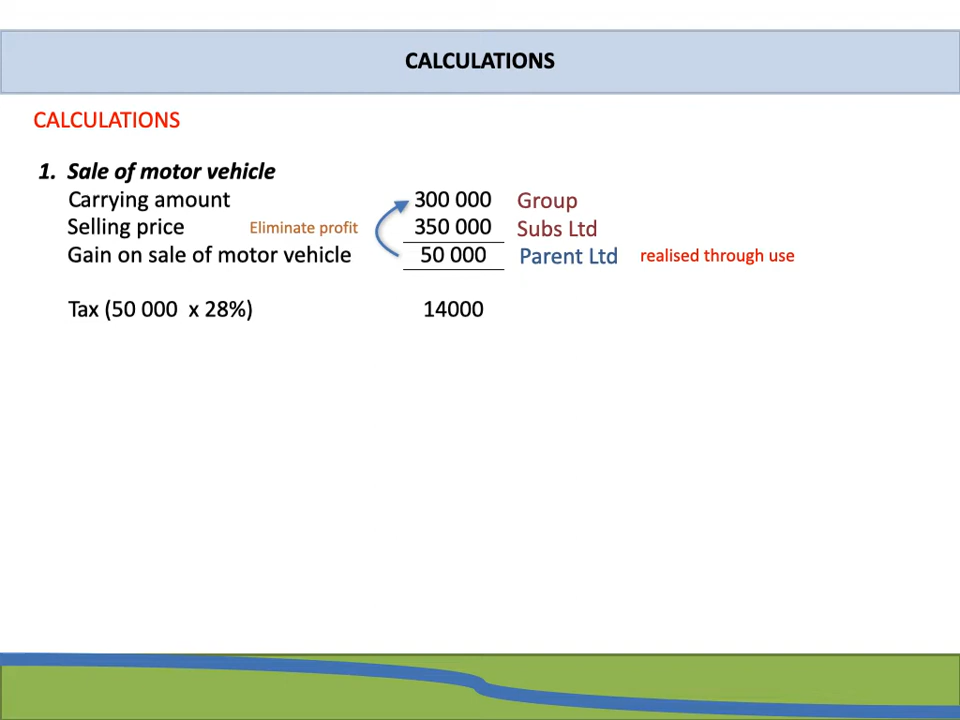 CALCULATIONS
CALCULATIONS
1. Sale of motor vehicle
Carrying amount 300 000 Group
Selling price Eliminate profit 350 000 Subs Ltd
Gain on sale of motor vehicle 50 000 Parent Ltd realised through use
Tax (50 000 x 28%) 14000